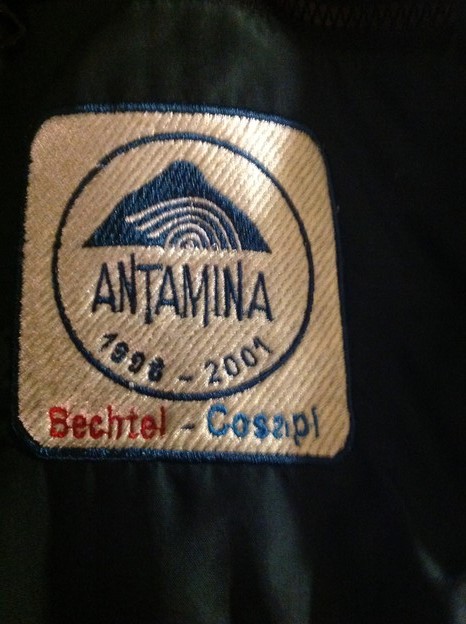 ANTAMINA
1998 - 2001
Bechtel - Cosapi